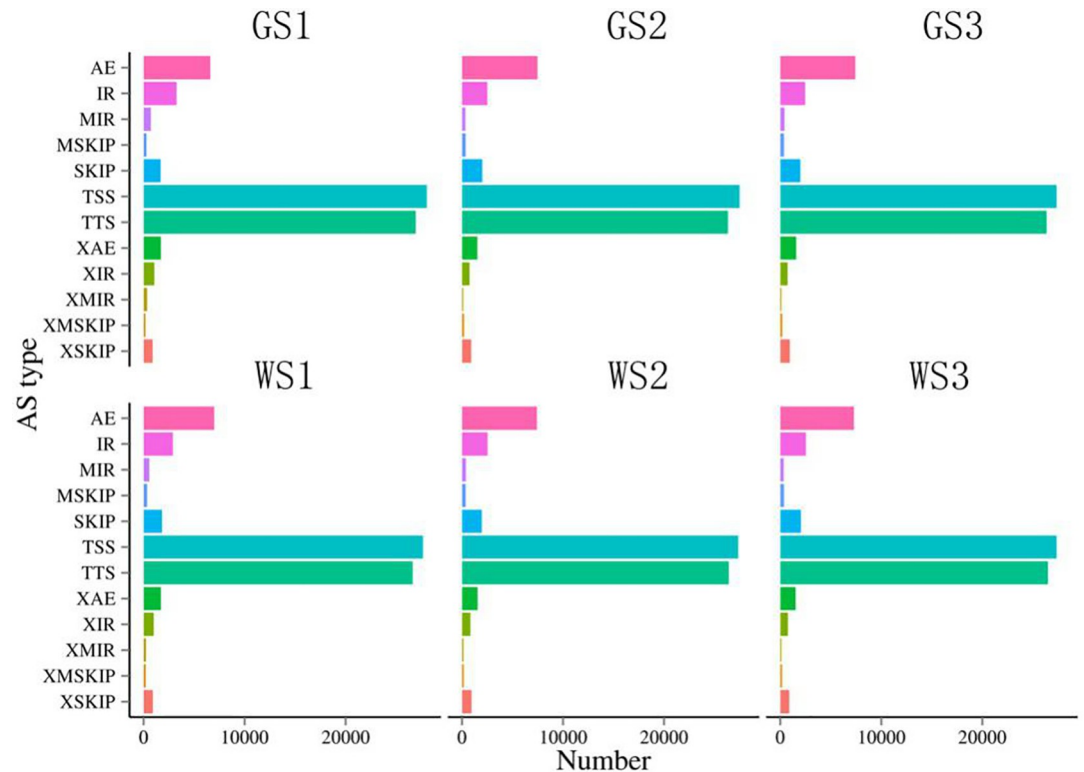 GS1 GS2 GS3
AE
IR
MIR
MSKIP
SKIP
TSS
TTS
XAE
XIR
XMIR
XMSKIP
XSKIP
AS type
WS1 WS2 WS3
AE
IR
MIR
MSKIP
SKIP
TSS
TTS
XAE
XIR
XMIR
XMSKIP
XSKIP
0 10000 20000 0 10000 20000 0 10000 20000
Number